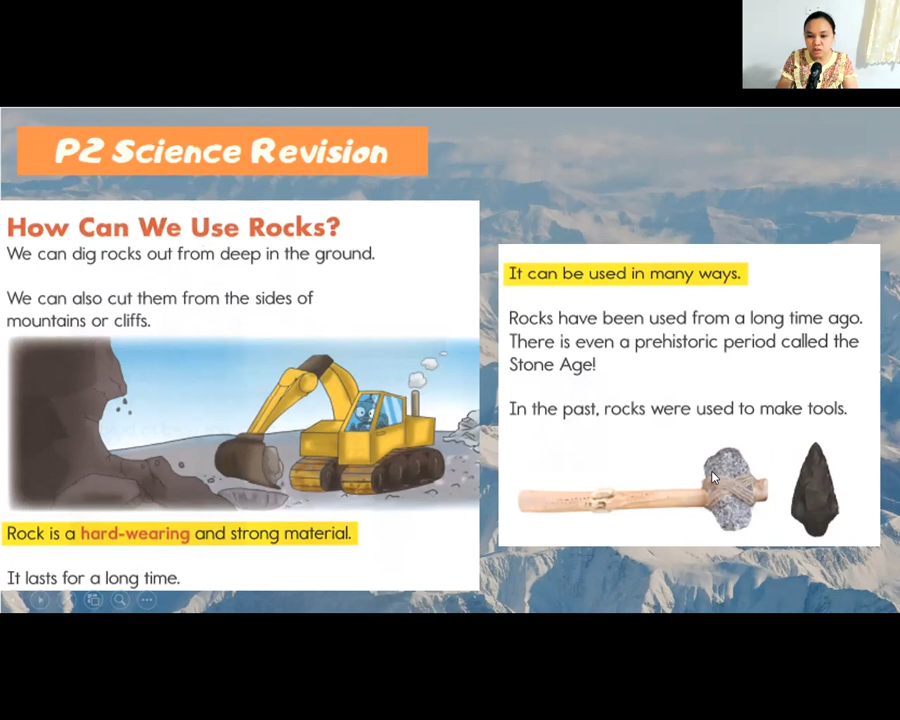 P2 Science Revision
How Can We Use Rocks?
We can dig rocks out from deep in the ground.
We can also cut them from the sides of
mountains or cliffs.
Rock is a hard-wearing and strong material.
It lasts for a long time.
It can be used in many ways.
Rocks have been used from a long time ago.
There is even a prehistoric period called the
Stone Age!
In the past, rocks were used to make tools.